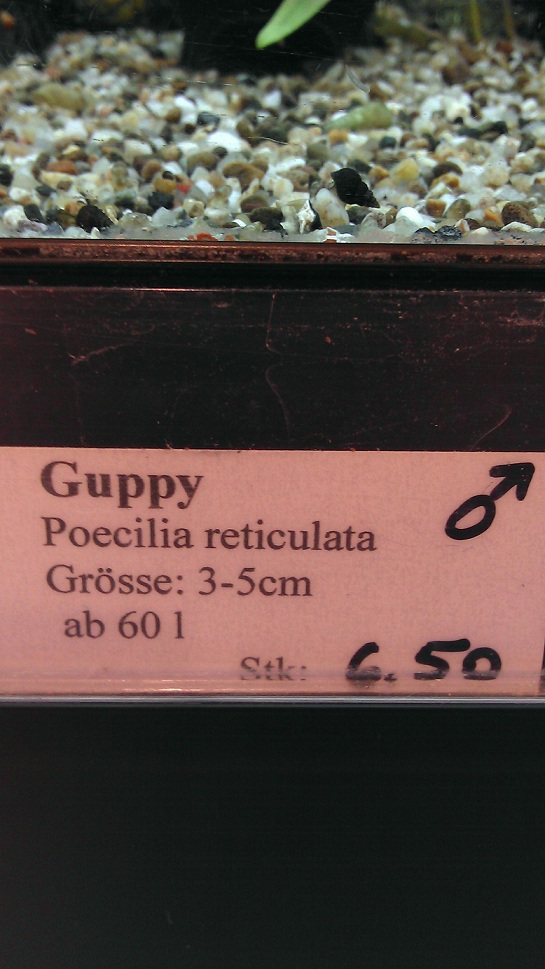 Guppy ♂
Poecilia reticulata
Grösse: 3-5cm
ab 60 l
Stk: 6.50